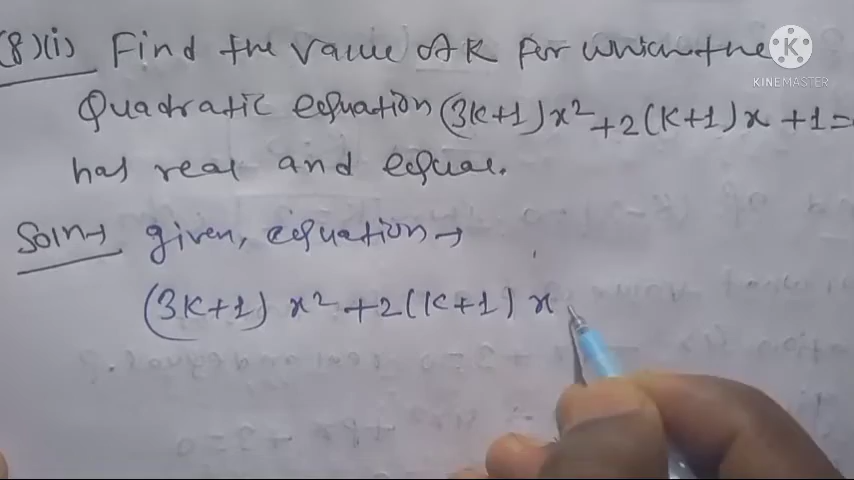 (8)(i) Find the value of K for which the
Quadratic equation (3K+1)x²+2(K+1)x+1=
has real and equal.
Soln→ given, equation→
(3K+1)x²+2(K+1)x
K
KINEMASTER